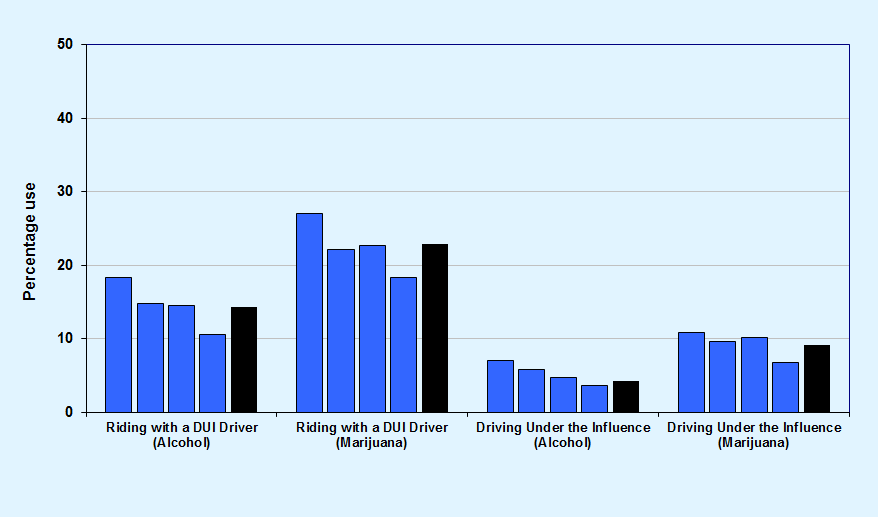 50
40
30
20
10
0
Percentage use
Riding with a DUI Driver
(Alcohol)
Riding with a DUI Driver
(Marijuana)
Driving Under the Influence
(Alcohol)
Driving Under the Influence
(Marijuana)